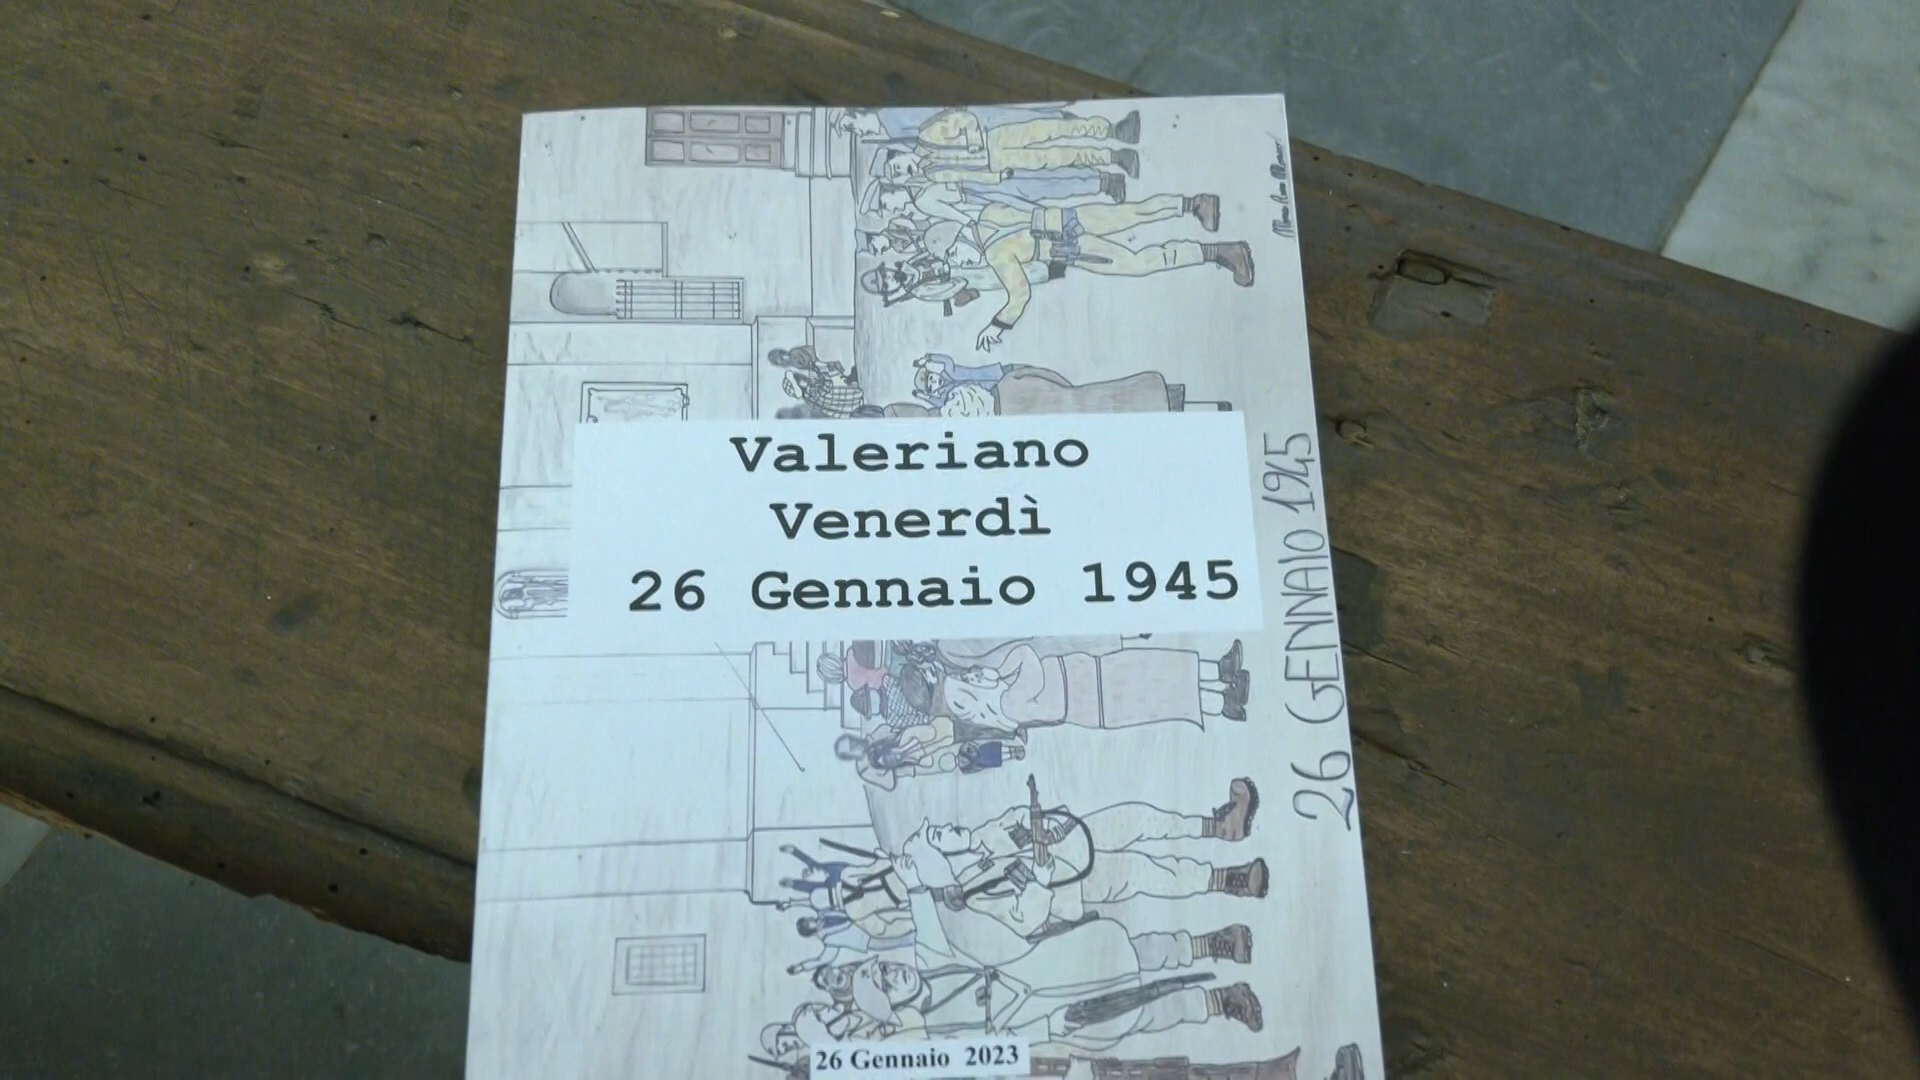 Valeriano
Venerdì
26 Gennaio 1945
26 GENNAIO 1945
26 Gennaio 2023